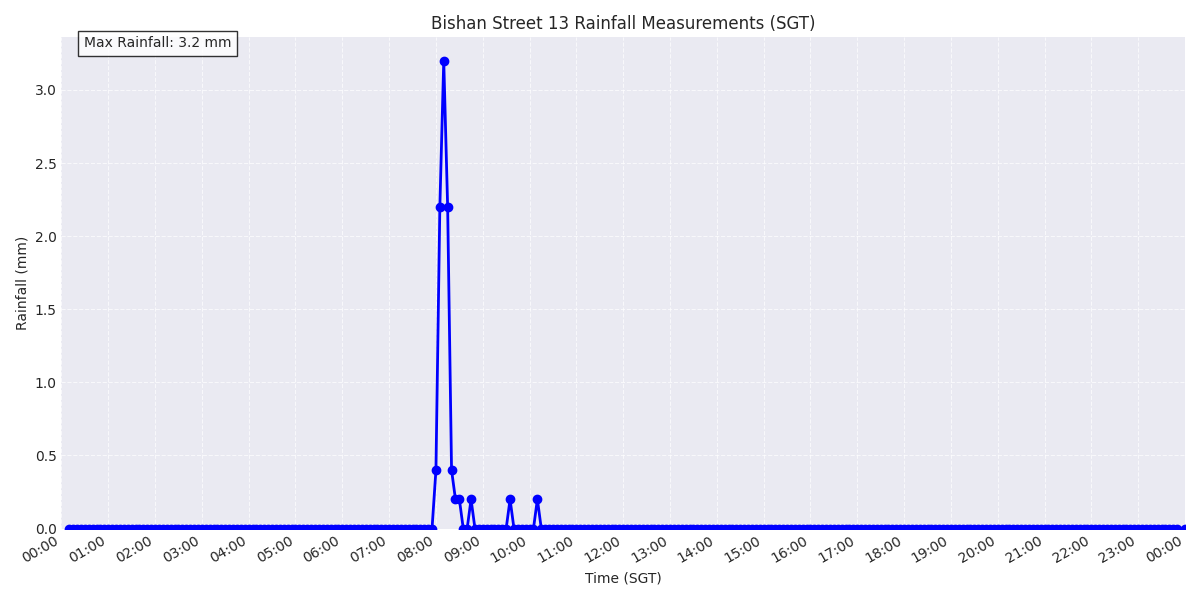 Bishan Street 13 Rainfall Measurements (SGT)
Max Rainfall: 3.2 mm
3.0
2.5
2.0
1.5
1.0
0.5
0.0
Rainfall (mm)
00:00 01:00 02:00 03:00 04:00 05:00 06:00 07:00 08:00 09:00 10:00 11:00 12:00 13:00 14:00 15:00 16:00 17:00 18:00 19:00 20:00 21:00 22:00 23:00 00:00
Time (SGT)